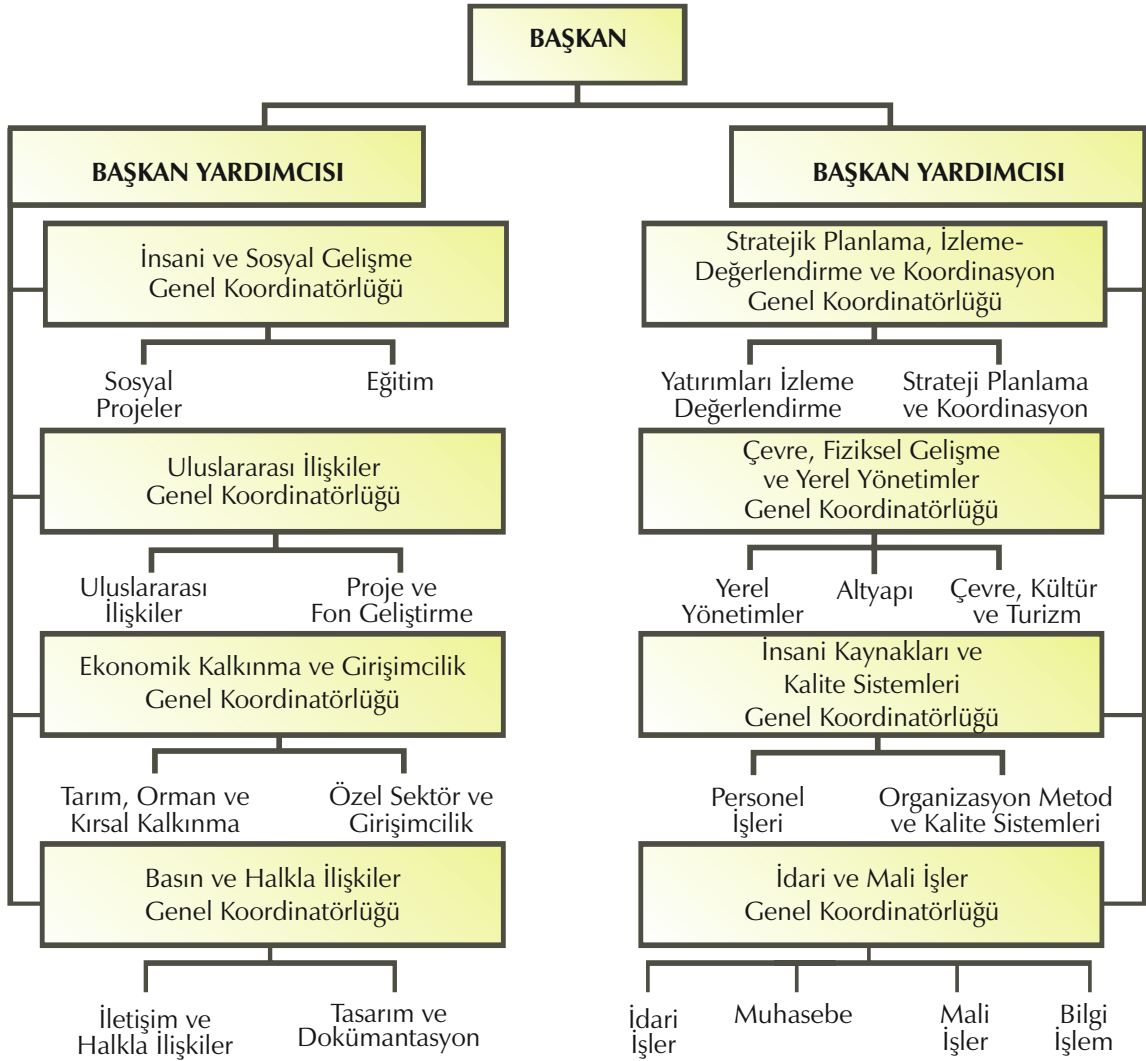 BAŞKAN
BAŞKAN YARDIMCISI
İnsani ve Sosyal Gelişme
Genel Koordinatörlüğü
Sosyal
Projeler
Eğitim
Uluslararası İlişkiler
Genel Koordinatörlüğü
Uluslararası
İlişkiler
Proje ve
Fon Geliştirme
Ekonomik Kalkınma ve Girişimcilik
Genel Koordinatörlüğü
Tarım, Orman ve
Kırsal Kalkınma
Özel Sektör ve
Girişimcilik
Basın ve Halkla İlişkiler
Genel Koordinatörlüğü
İletişim ve
Halkla İlişkiler
Tasarım ve
Dokümantasyon
BAŞKAN YARDIMCISI
Stratejik Planlama, İzleme-
Değerlendirme ve Koordinasyon
Genel Koordinatörlüğü
Yatırımları İzleme
Değerlendirme
Strateji Planlama
ve Koordinasyon
Çevre, Fiziksel Gelişme
ve Yerel Yönetimler
Genel Koordinatörlüğü
Yerel
Yönetimler
Altyapı
Çevre, Kültür
ve Turizm
İnsani Kaynakları ve
Kalite Sistemleri
Genel Koordinatörlüğü
Personel
İşleri
Organizasyon Metod
ve Kalite Sistemleri
İdari ve Mali İşler
Genel Koordinatörlüğü
İdari
İşler
Muhasebe
Mali
İşler
Bilgi
İşlem